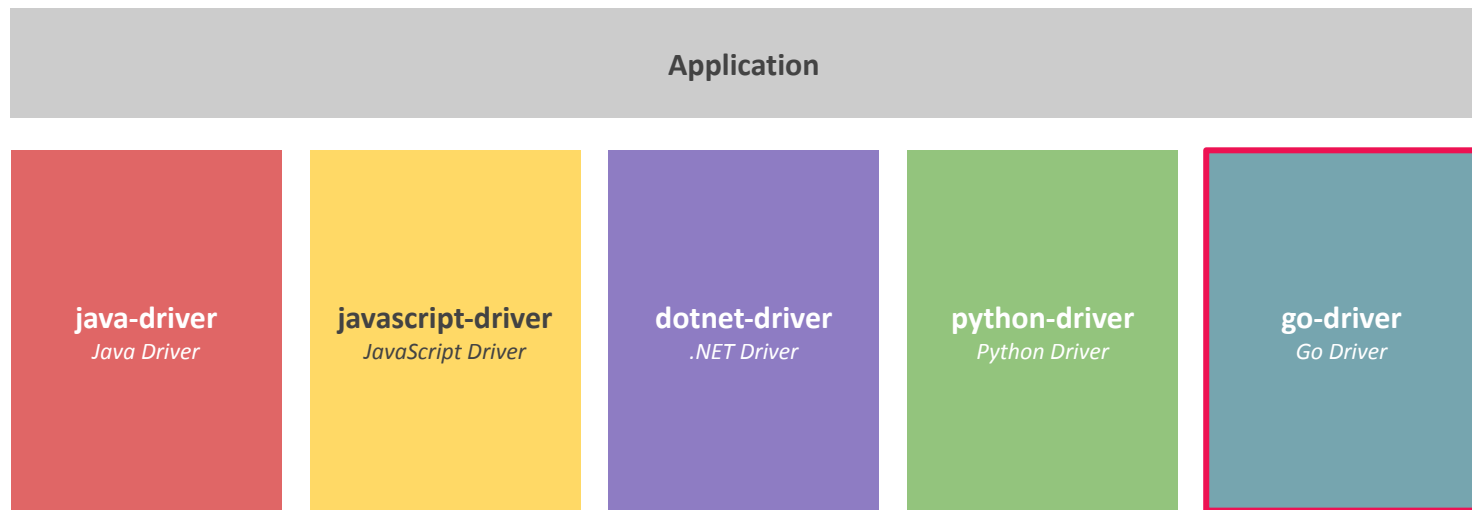 Application
java-driver
Java Driver
javascript-driver
JavaScript Driver
dotnet-driver
.NET Driver
python-driver
Python Driver
go-driver
Go Driver